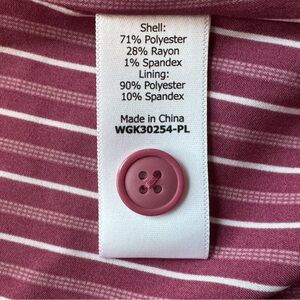 Shell:
71% Polyester
28% Rayon
1% Spandex
Lining:
90% Polyester
10% Spandex
Made in China
WGK30254-PL